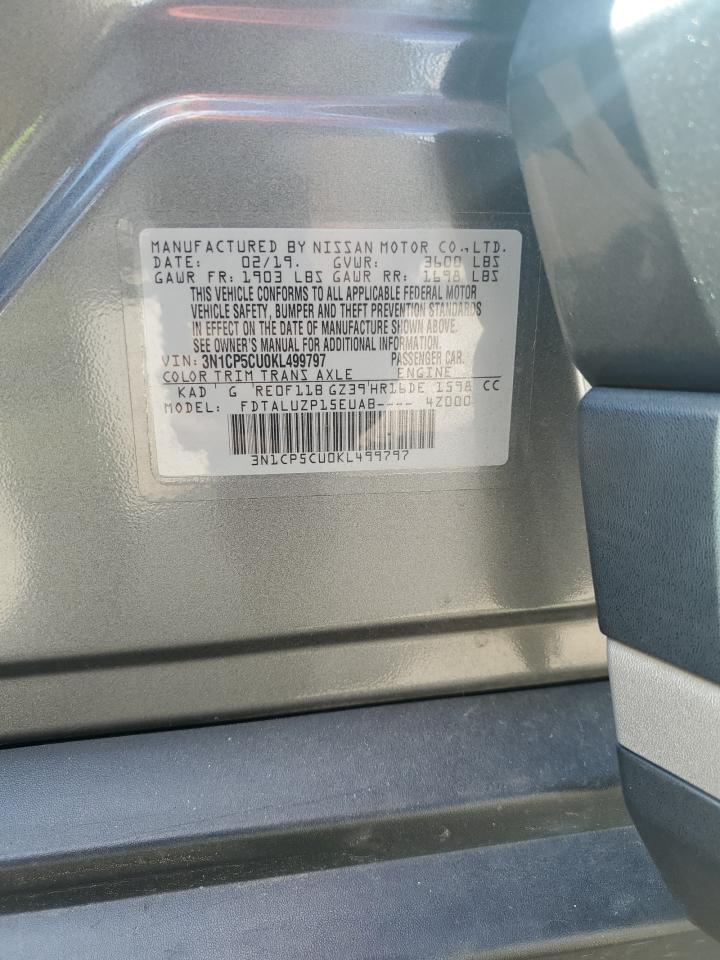 MANUFACTURED BY NISSAN MOTOR CO.,LTD.
DATE: 02/19. GVWR: 3600 LBS
GAWR FR: 1903 LBS GAWR RR: 1698 LBS
THIS VEHICLE CONFORMS TO ALL APPLICABLE FEDERAL MOTOR
VEHICLE SAFETY, BUMPER AND THEFT PREVENTION STANDARDS
IN EFFECT ON THE DATE OF MANUFACTURE SHOWN ABOVE.
SEE OWNER'S MANUAL FOR ADDITIONAL INFORMATION.
VIN: 3N1CP5CU0KL499797 PASSENGER CAR.
COLOR TRIM TRANS AXLE ENGINE
KAD G RE0F11B GZ39 HR16DE 1598 CC
MODEL: FDTALUZP15EUAB---- 4Z000
3N1CP5CU0KL499797